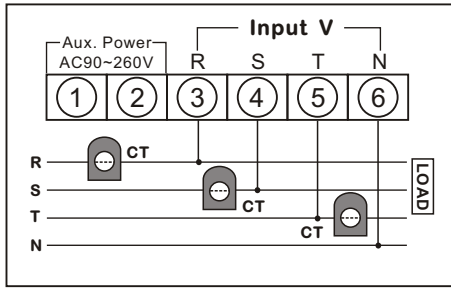 Input V
Aux. Power
AC90~260V
R S T N
1 2 3 4 5 6
R CT
S CT
T CT
N
LOAD